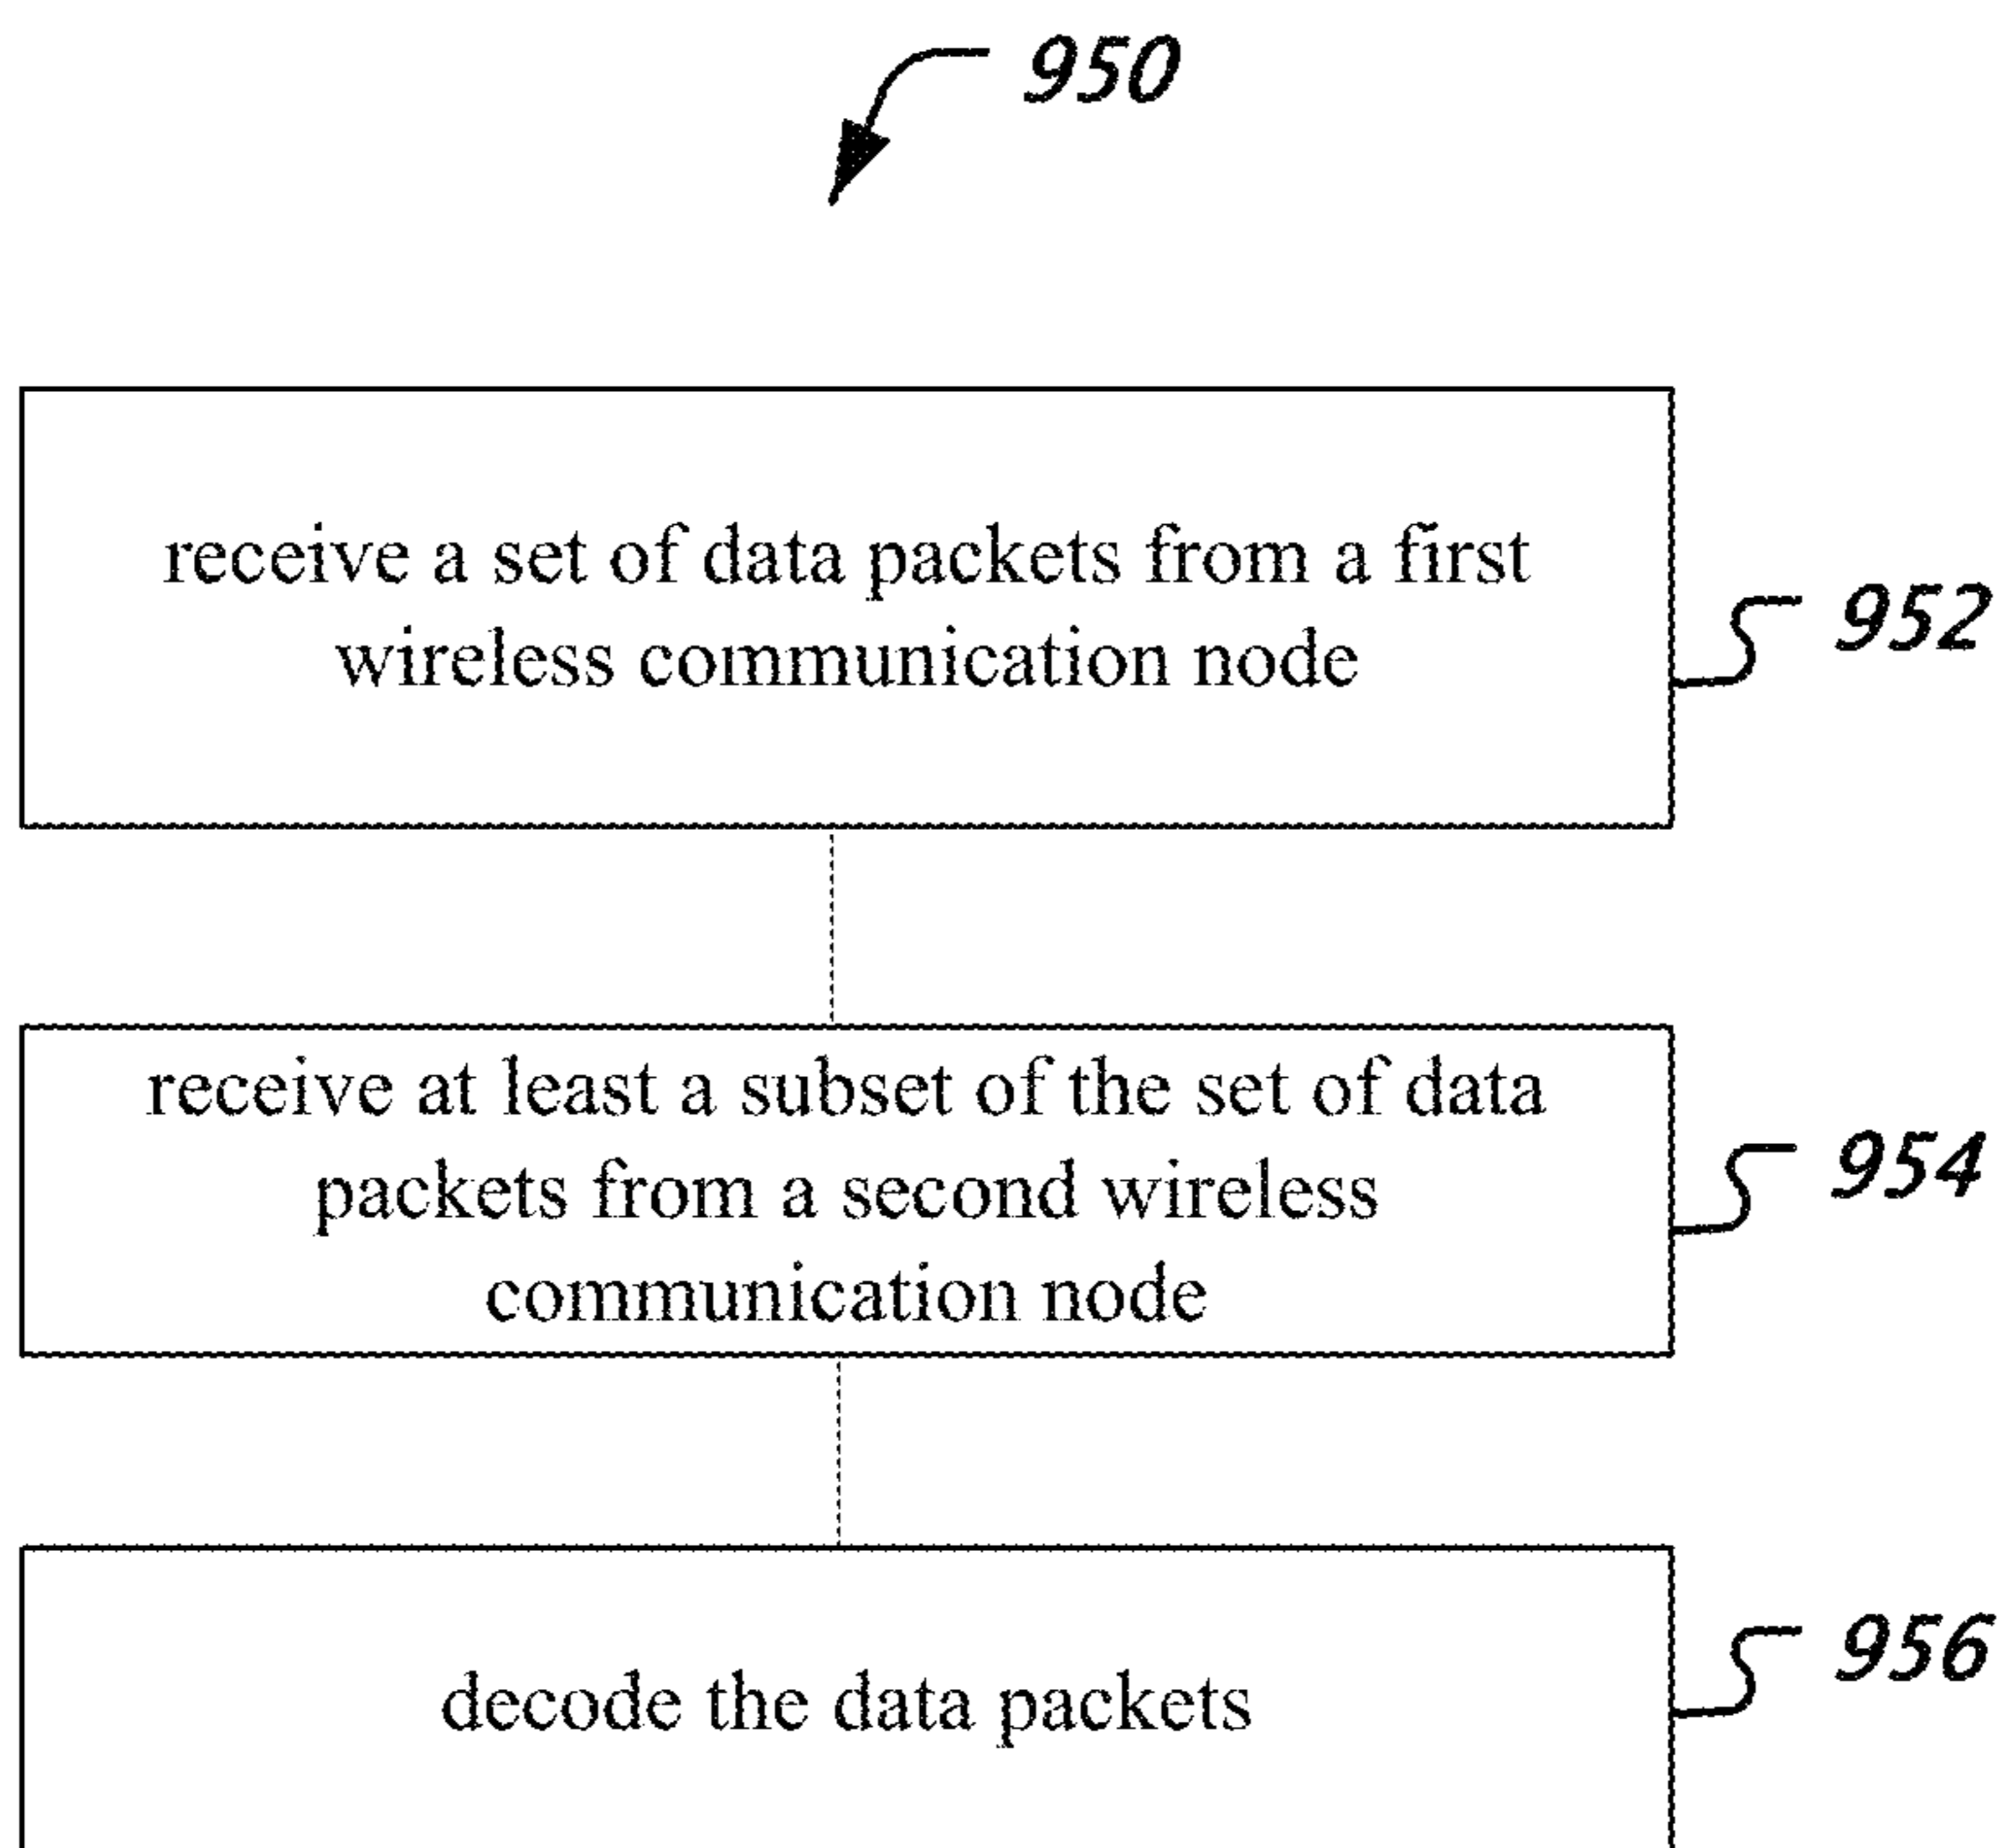 950
receive a set of data packets from a first
wireless communication node
952
receive at least a subset of the set of data
packets from a second wireless
communication node
954
decode the data packets
956